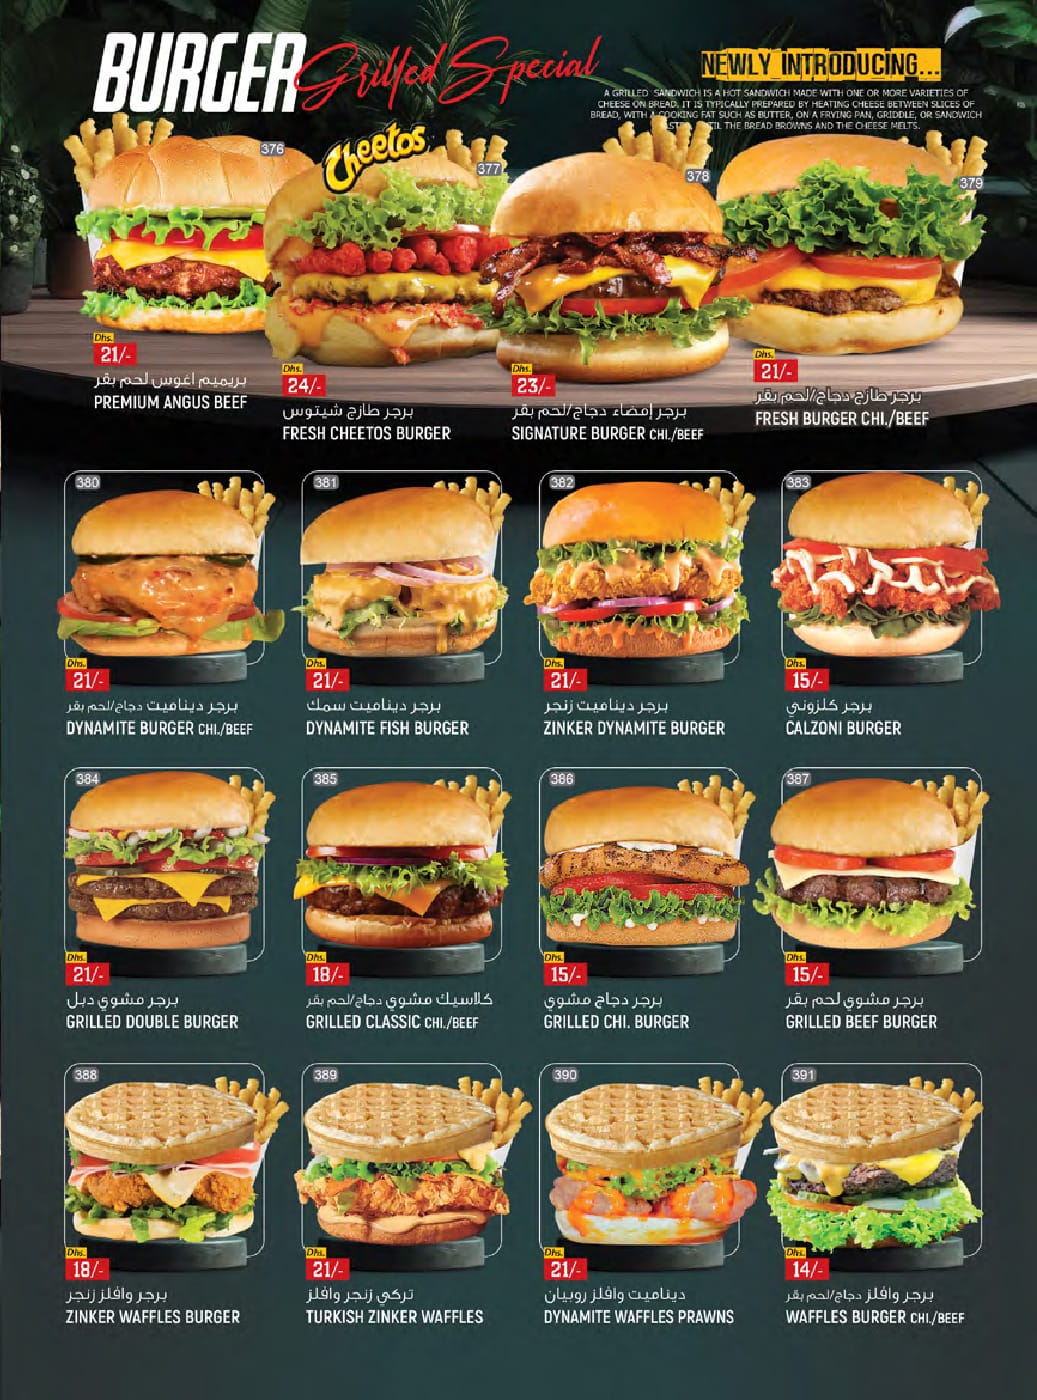 BURGER Grilled Special
NEWLY INTRODUCING...
A GRILLED SANDWICH IS A HOT SANDWICH MADE WITH ONE OR MORE VARIETIES OF
CHEESE ON BREAD. IT IS TYPICALLY PREPARED BY HEATING CHEESE BETWEEN SLICES OF
BREAD, WITH A COOKING FAT SUCH AS BUTTER, ON A FRYING PAN, GRIDDLE, OR SANDWICH
THE BREAD BROWNS AND THE CHEESE MELTS.
376
Cheetos
377
378
379
Dhs.
21/-
بريميم اغوس لحم بقر
PREMIUM ANGUS BEEF
Dhs.
24/-
برجر طازج شيتوس
FRESH CHEETOS BURGER
Dhs.
23/-
برجر إمضاء دجاج/لحم بقر
SIGNATURE BURGER CHI./BEEF
Dhs.
21/-
برجر طازج دجاج/لحم بقر
FRESH BURGER CHI./BEEF
380
Dhs.
21/-
برجر ديناميت دجاج/لحم بقر
DYNAMITE BURGER CHI./BEEF
381
Dhs.
21/-
برجر ديناميت سمك
DYNAMITE FISH BURGER
382
Dhs.
21/-
برجر ديناميت زنجر
ZINKER DYNAMITE BURGER
383
Dhs.
15/-
برجر كلزوني
CALZONI BURGER
384
Dhs.
21/-
برجر مشوي دبل
GRILLED DOUBLE BURGER
385
Dhs.
18/-
كلاسيك مشوي دجاج/لحم بقر
GRILLED CLASSIC CHI./BEEF
386
Dhs.
15/-
برجر دجاج مشوي
GRILLED CHI. BURGER
387
Dhs.
15/-
برجر مشوي لحم بقر
GRILLED BEEF BURGER
388
Dhs.
18/-
برجر وافلز زنجر
ZINKER WAFFLES BURGER
389
Dhs.
21/-
تركي زنجر وافلز
TURKISH ZINKER WAFFLES
390
Dhs.
21/-
ديناميت وافلز روبيان
DYNAMITE WAFFLES PRAWNS
391
Dhs.
14/-
برجر وافلز دجاج/لحم بقر
WAFFLES BURGER CHI./BEEF